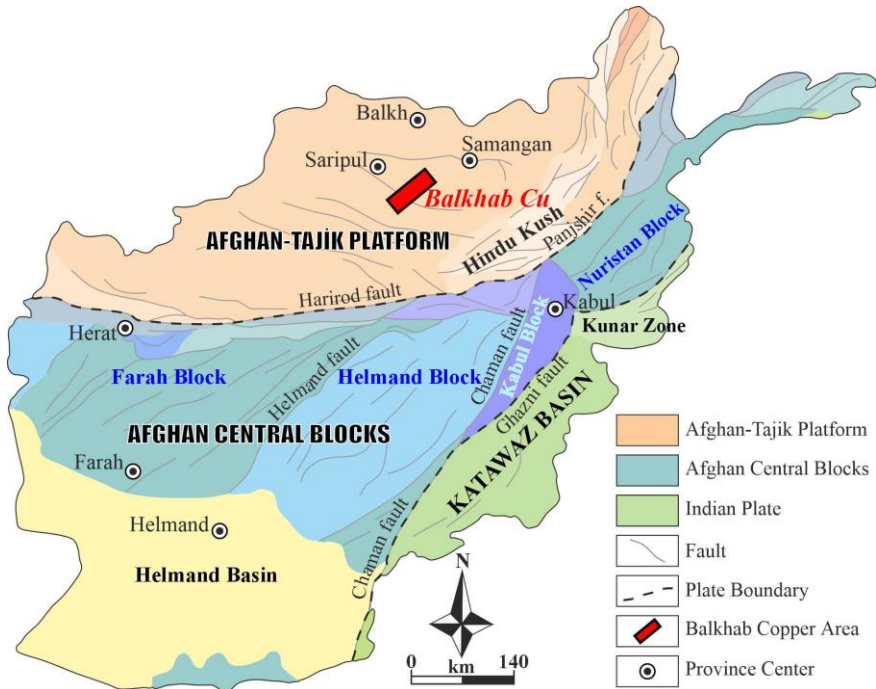 Balkh
Samangan
Saripul
Balkhab Cu
AFGHAN-TAJİK PLATFORM
Hindu Kush
Panjshir f.
Nuristan Block
Harirod fault
Kabul
Kunar Zone
Herat
Chaman fault
Kabul Block
Farah Block
Helmand fault
Helmand Block
Ghazni fault
KATAWAZ BASIN
AFGHAN CENTRAL BLOCKS
Farah
Helmand
Chaman fault
Helmand Basin
Afghan-Tajik Platform
Afghan Central Blocks
Indian Plate
Fault
Plate Boundary
Balkhab Copper Area
Province Center
N
0 km 140